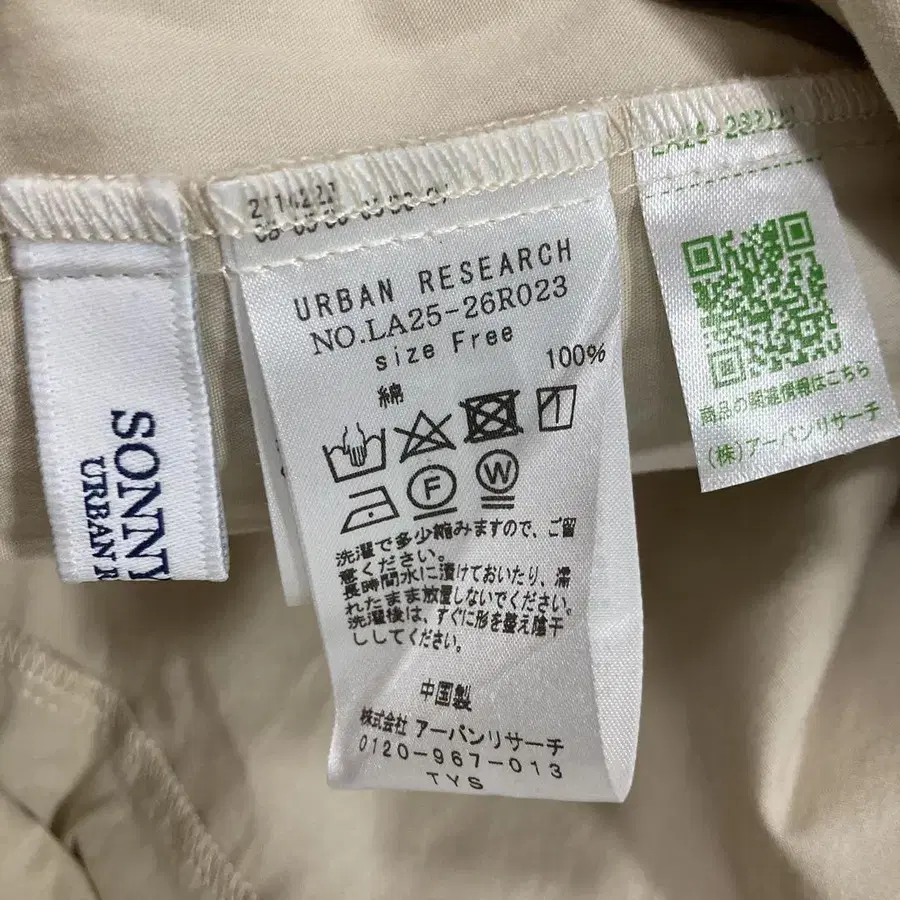 SONNY
URBAN R
URBAN RESEARCH
NO.LA25-26R023
size Free
綿 100%
F W
洗濯で多少縮みますので、ご留
意ください。
長時間水に漬けておいたり、濡
れたまま放置しないでください。
洗濯後は、すぐに形を整え陰干
ししてください。
中国製
株式会社 アーバンリサーチ
0120-967-013
TYS
商品の関連情報はこちら
(株)アーバンリサーチ